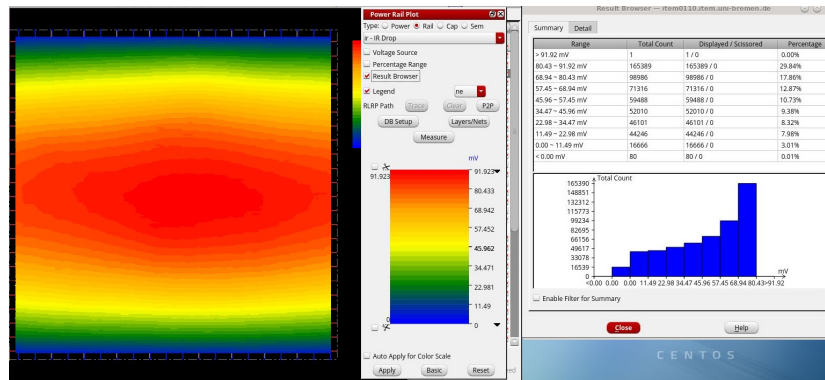 Power Rail Plot
Type: Power Rail Cap Sem
ir - IR Drop
Voltage Source
Percentage Range
Result Browser
Legend ne
RLRP Path Trace Clear P2P
DB Setup Layers/Nets
Measure
mV
91.923 91.923
80.433
68.942
57.452
45.962
34.471
22.981
11.49
0 0
Auto Apply for Color Scale
Apply Basic Reset
Result Browser — item0110.item.uni-bremen.de
Summary Detail
Range Total Count Displayed / Scissored Percentage
> 91.92 mV 1 1 / 0 0.00%
80.43 ~ 91.92 mV 165389 165389 / 0 29.84%
68.94 ~ 80.43 mV 98986 98986 / 0 17.86%
57.45 ~ 68.94 mV 71316 71316 / 0 12.87%
45.96 ~ 57.45 mV 59488 59488 / 0 10.73%
34.47 ~ 45.96 mV 52010 52010 / 0 9.38%
22.98 ~ 34.47 mV 46101 46101 / 0 8.32%
11.49 ~ 22.98 mV 44246 44246 / 0 7.98%
0.00 ~ 11.49 mV 16666 16666 / 0 3.01%
< 0.00 mV 80 80 / 0 0.01%
Total Count
165390
148851
132312
115773
99234
82695
66156
49617
33078
16539
0
mV
<0.00 0.00 0.00 11.49 22.98 34.47 45.96 57.45 68.94 80.43 >91.92
Enable Filter for Summary
Close Help
CENTOS